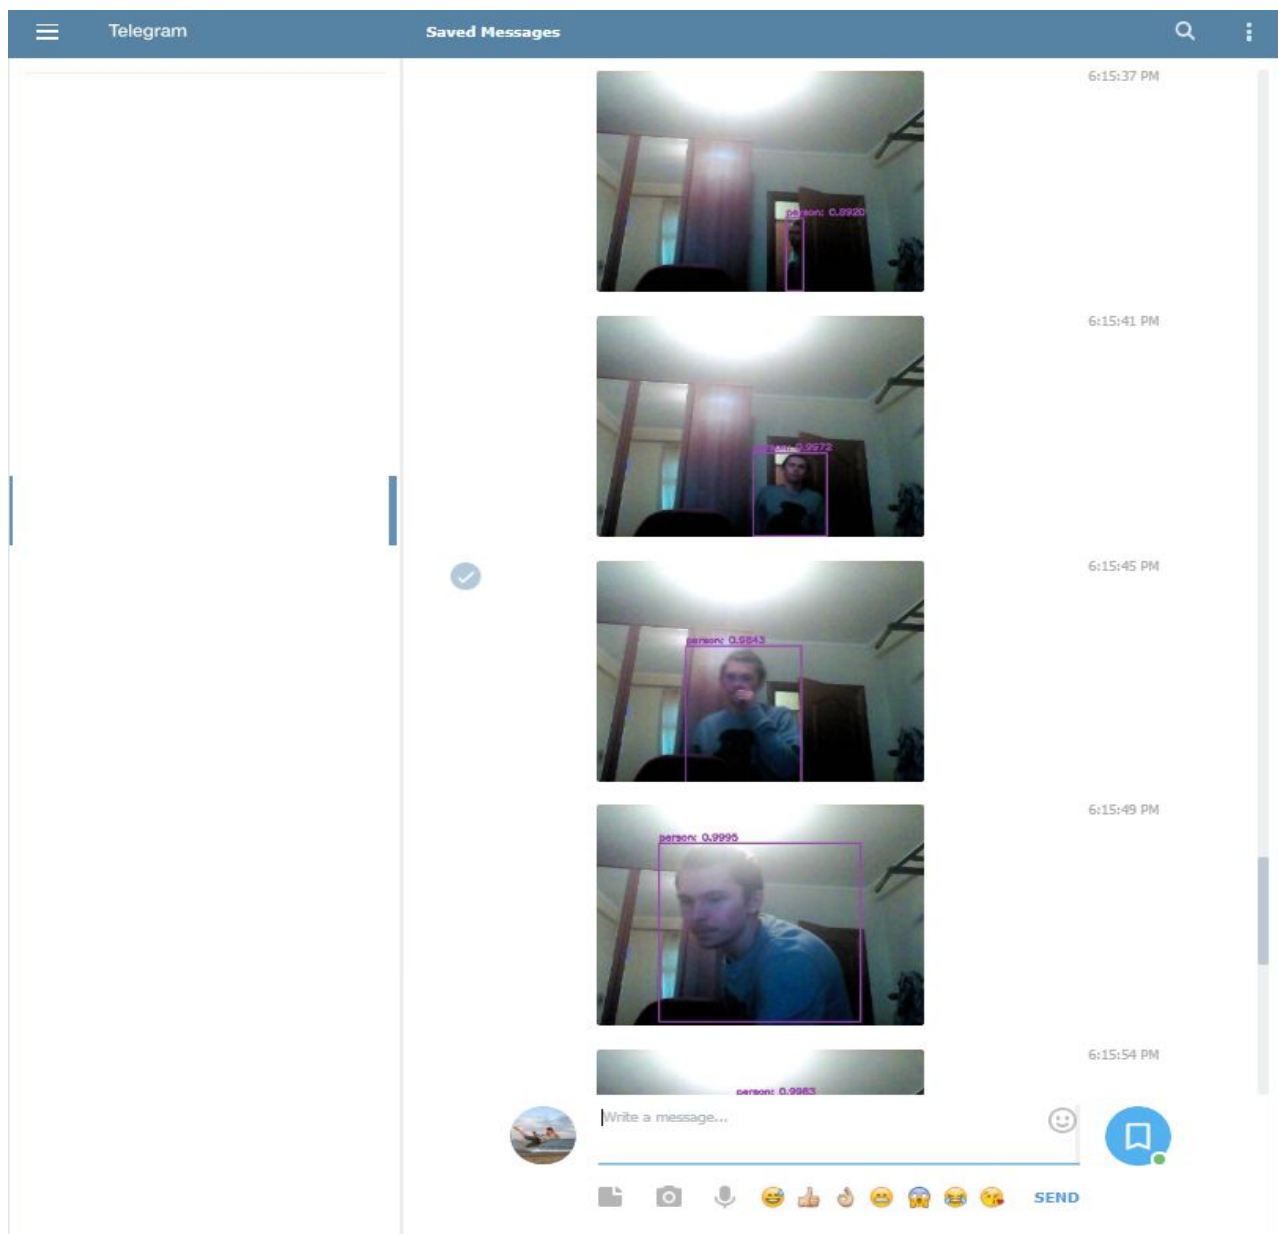 Telegram
Saved Messages
6:15:37 PM
person: 0.8920
6:15:41 PM
person: 0.9972
6:15:45 PM
person: 0.9843
6:15:49 PM
person: 0.9995
6:15:54 PM
person: 0.9983
Write a message...
SEND